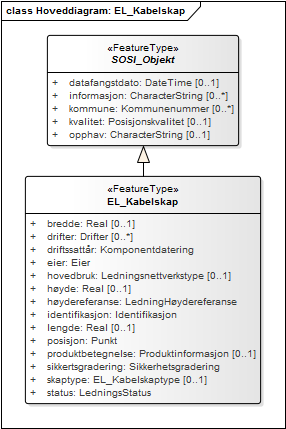 class Hoveddiagram: EL_Kabelskap
«FeatureType»
SOSI_Objekt
+ datafangstdato: DateTime [0..1]
+ informasjon: CharacterString [0..*]
+ kommune: Kommunenummer [0..*]
+ kvalitet: Posisjonskvalitet [0..1]
+ opphav: CharacterString [0..1]
«FeatureType»
EL_Kabelskap
+ bredde: Real [0..1]
+ drifter: Drifter [0..*]
+ driftssattår: Komponentdatering
+ eier: Eier
+ hovedbruk: Ledningsnettverkstype [0..1]
+ høyde: Real [0..1]
+ høydereferanse: LedningHøydereferanse
+ identifikasjon: Identifikasjon
+ lengde: Real [0..1]
+ posisjon: Punkt
+ produktbetegnelse: Produktinformasjon [0..1]
+ sikkertsgradering: Sikkerhetsgradering
+ skaptype: EL_Kabelskaptype [0..1]
+ status: LedningsStatus